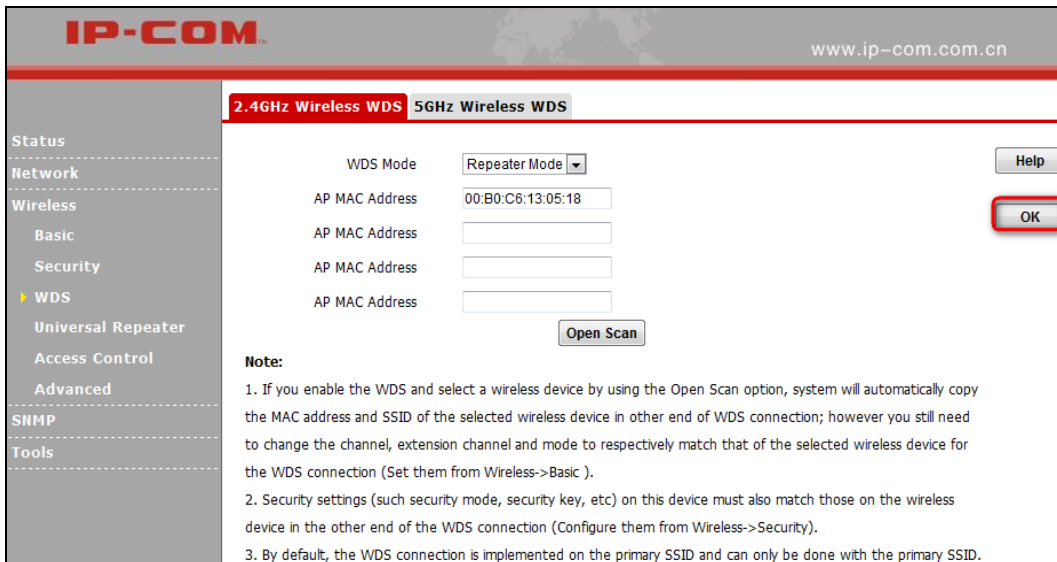 IP-COM
www.ip-com.com.cn
2.4GHz Wireless WDS 5GHz Wireless WDS
Status
Network
Wireless
Basic
Security
WDS
Universal Repeater
Access Control
Advanced
SNMP
Tools
WDS Mode Repeater Mode
AP MAC Address 00:B0:C6:13:05:18
AP MAC Address
AP MAC Address
AP MAC Address
Open Scan
Help
OK
Note:
1. If you enable the WDS and select a wireless device by using the Open Scan option, system will automatically copy
the MAC address and SSID of the selected wireless device in other end of WDS connection; however you still need
to change the channel, extension channel and mode to respectively match that of the selected wireless device for
the WDS connection (Set them from Wireless->Basic ).
2. Security settings (such security mode, security key, etc) on this device must also match those on the wireless
device in the other end of the WDS connection (Configure them from Wireless->Security).
3. By default, the WDS connection is implemented on the primary SSID and can only be done with the primary SSID.